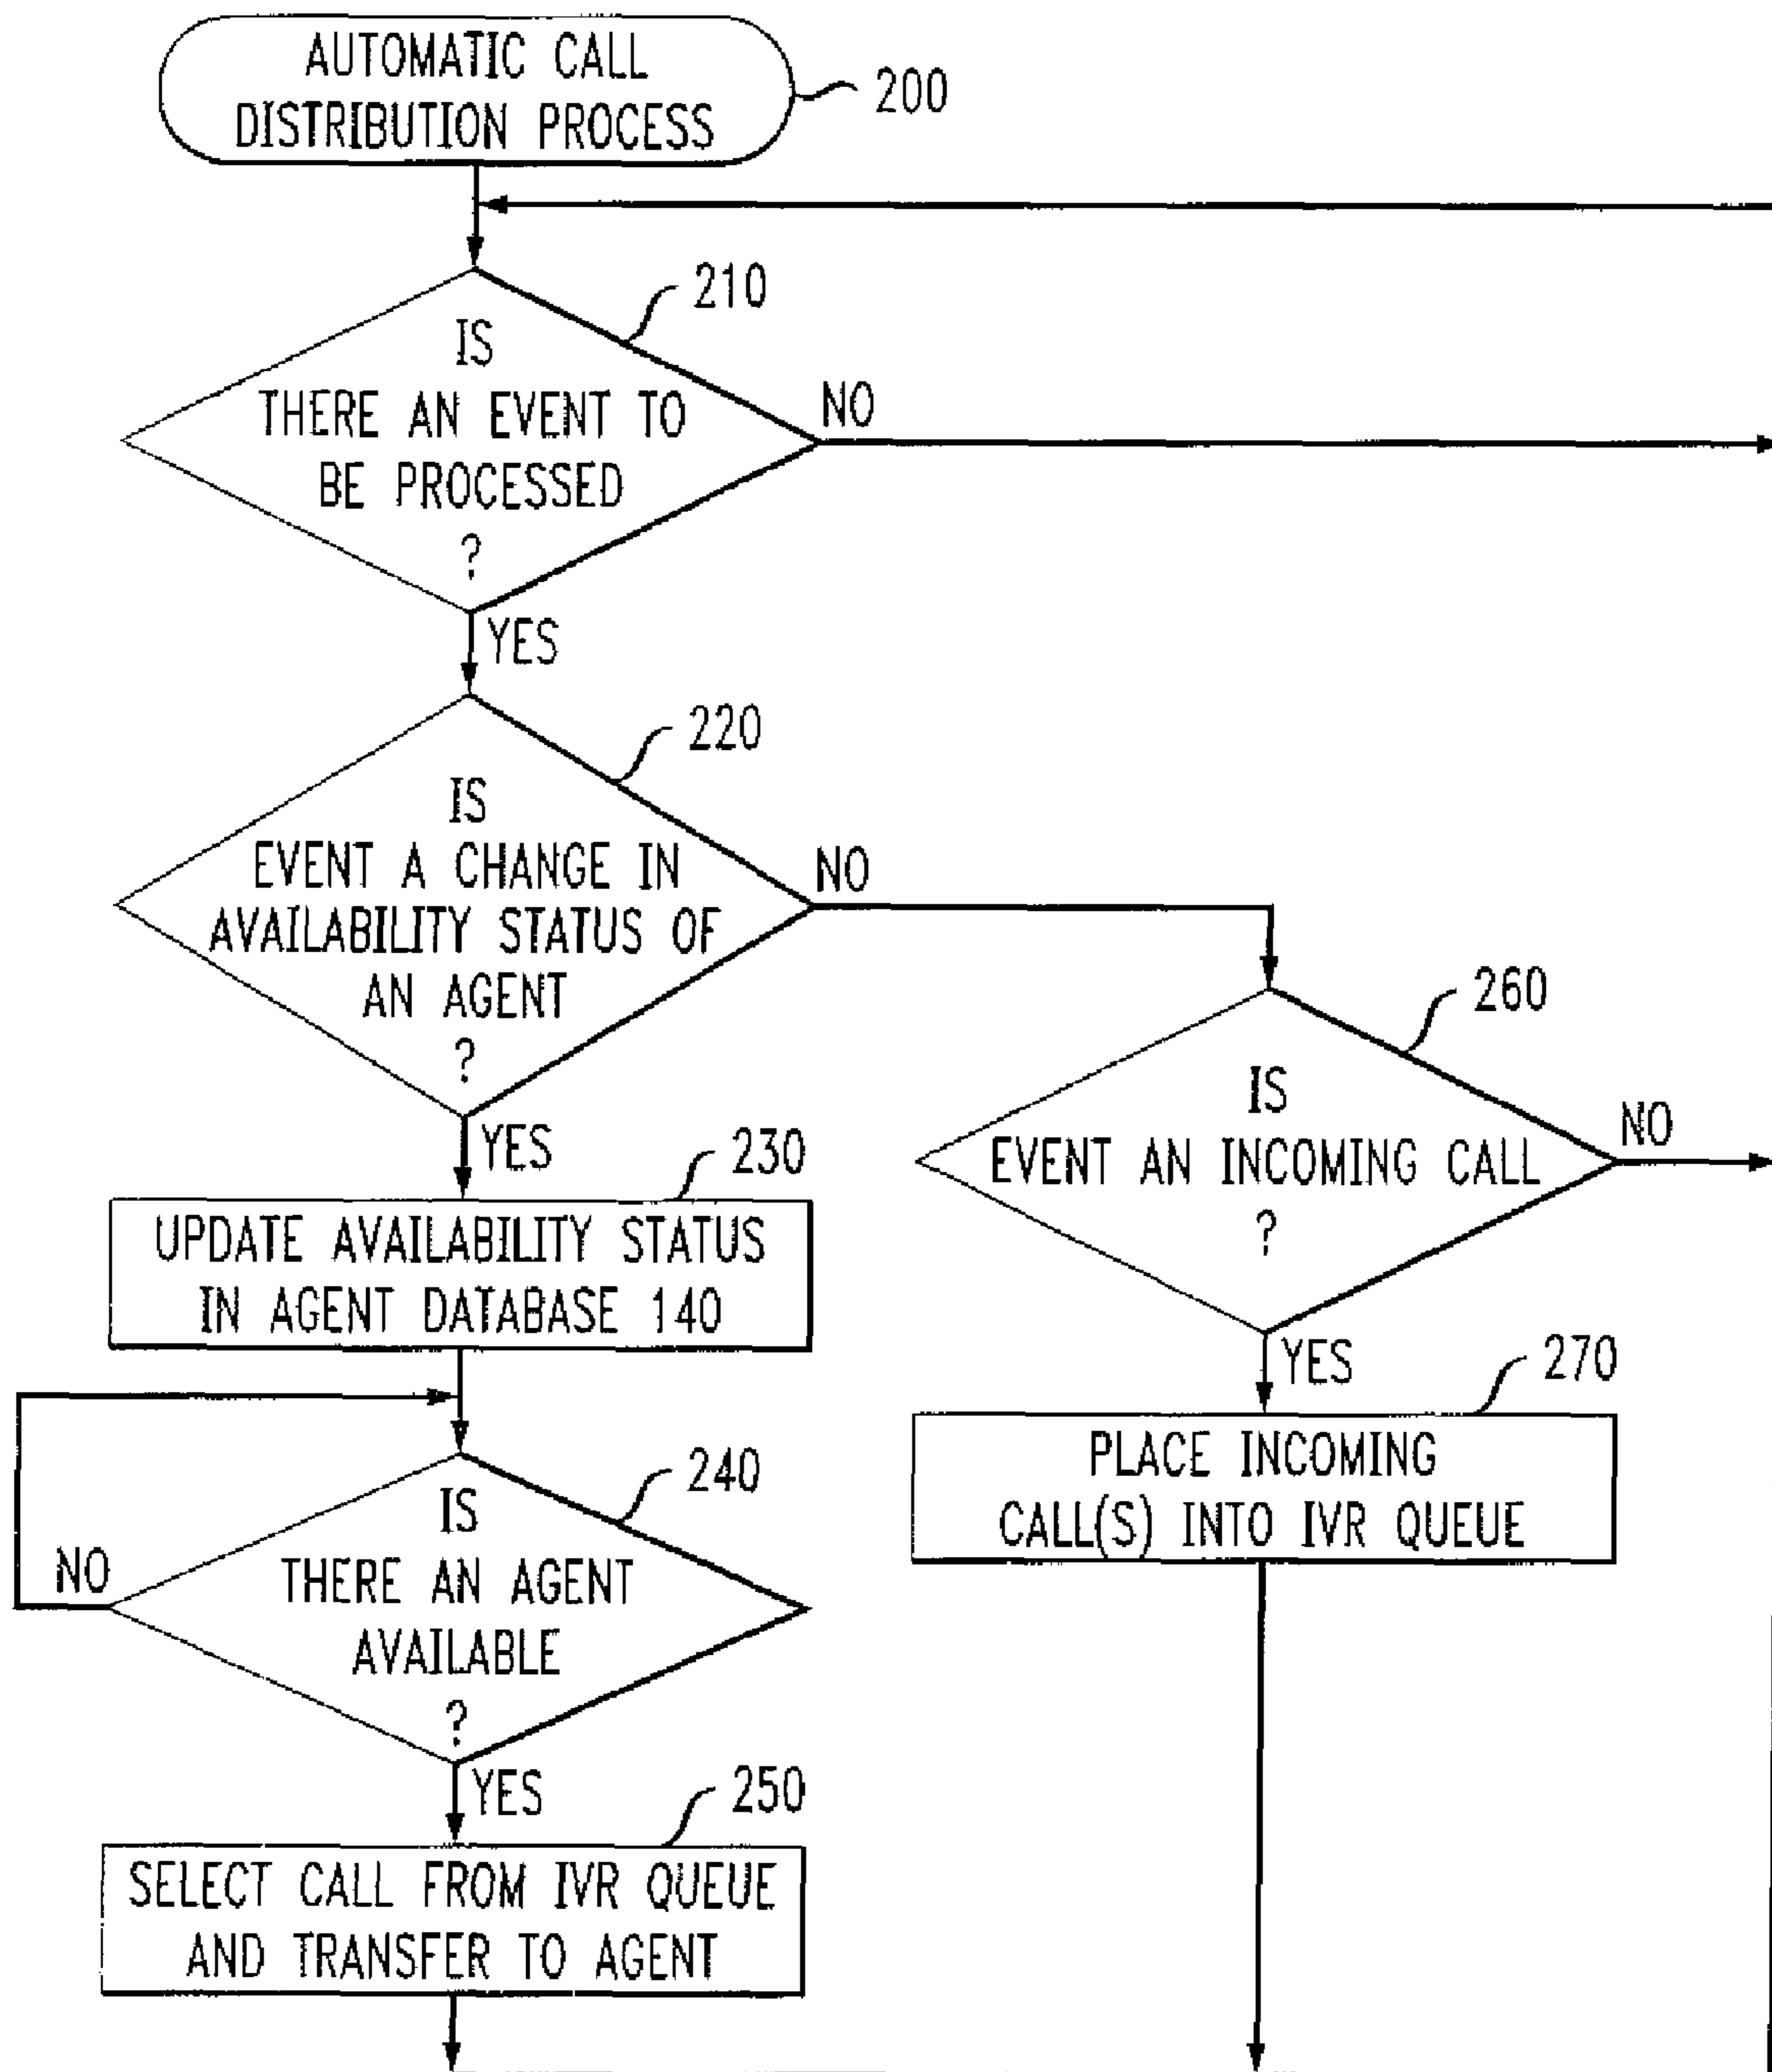 AUTOMATIC CALL
DISTRIBUTION PROCESS
200
210
IS
THERE AN EVENT TO
BE PROCESSED
?
NO
YES
220
IS
EVENT A CHANGE IN
AVAILABILITY STATUS OF
AN AGENT
?
NO
YES
260
IS
EVENT AN INCOMING CALL
?
NO
YES
230
UPDATE AVAILABILITY STATUS
IN AGENT DATABASE 140
270
PLACE INCOMING
CALL(S) INTO IVR QUEUE
240
IS
THERE AN AGENT
AVAILABLE
?
NO
YES
250
SELECT CALL FROM IVR QUEUE
AND TRANSFER TO AGENT